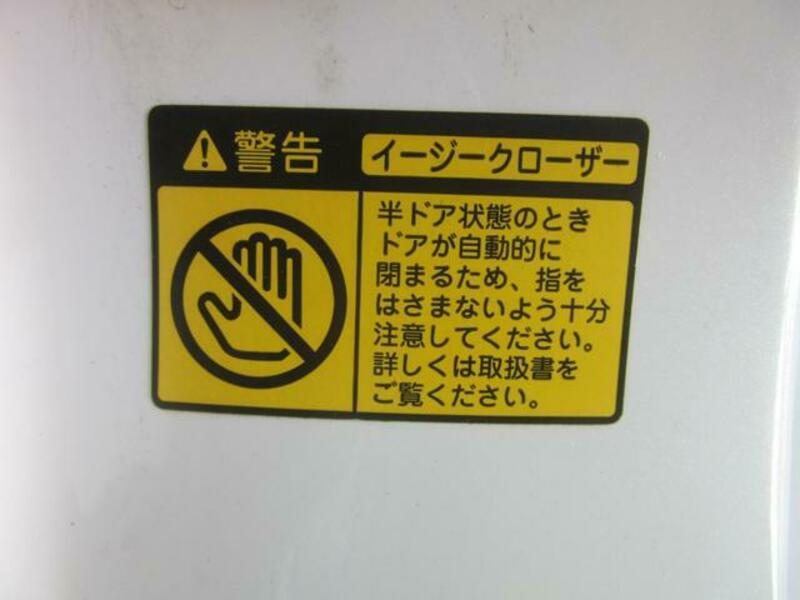 警告
イージークローザー
半ドア状態のとき
ドアが自動的に
閉まるため、指を
はさまないよう十分
注意してください。
詳しくは取扱書を
ご覧ください。